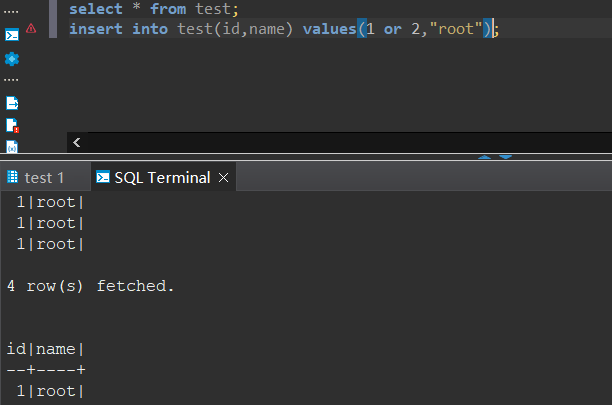 select * from test;
insert into test(id,name) values(1 or 2,"root");
test 1
SQL Terminal
1|root|
1|root|
1|root|
4 row(s) fetched.
id|name|
--+----+
1|root|